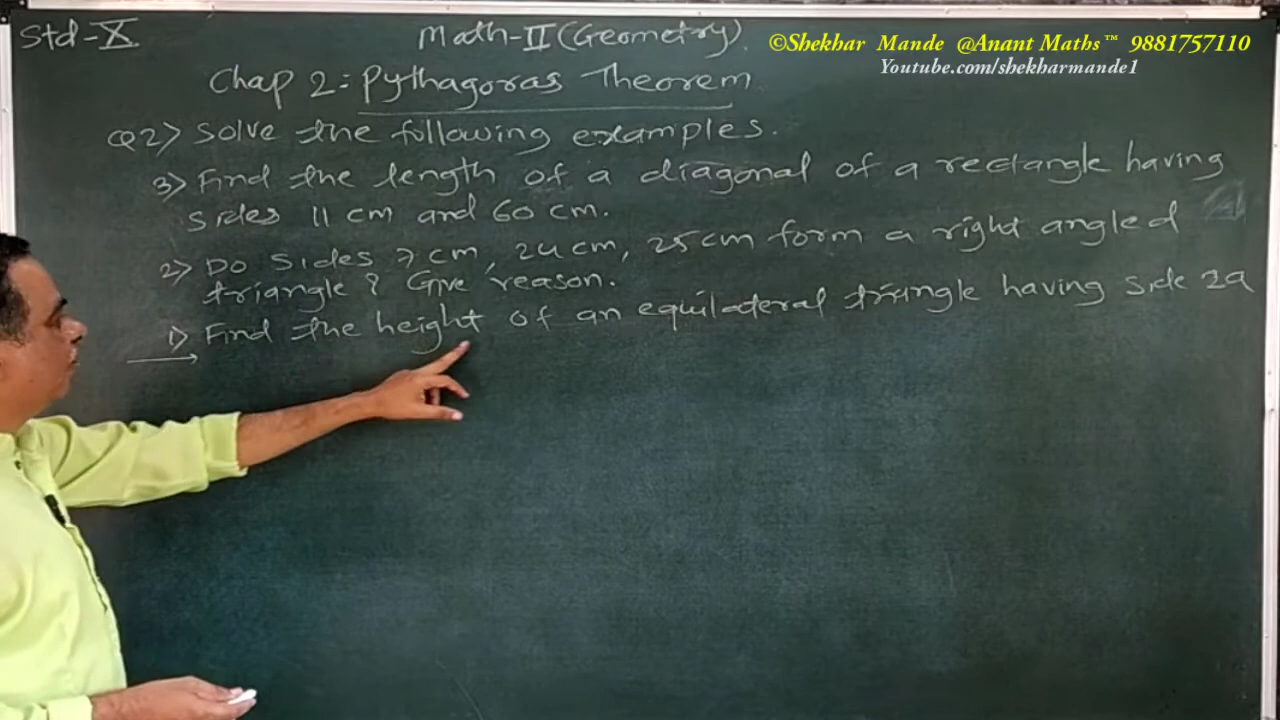 Std-X
Math-II (Geometry)
©Shekhar Mande @Anant Maths™ 9881757110
Youtube.com/shekharmande1
Chap 2: Pythagoras Theorem
Q2> Solve the following examples.
3> Find the length of a diagonal of a rectangle having
sides 11 cm and 60 cm.
2> Do sides 7 cm, 24 cm, 25 cm form a right angled
triangle? Give reason.
1> Find the height of an equilateral triangle having side 2a